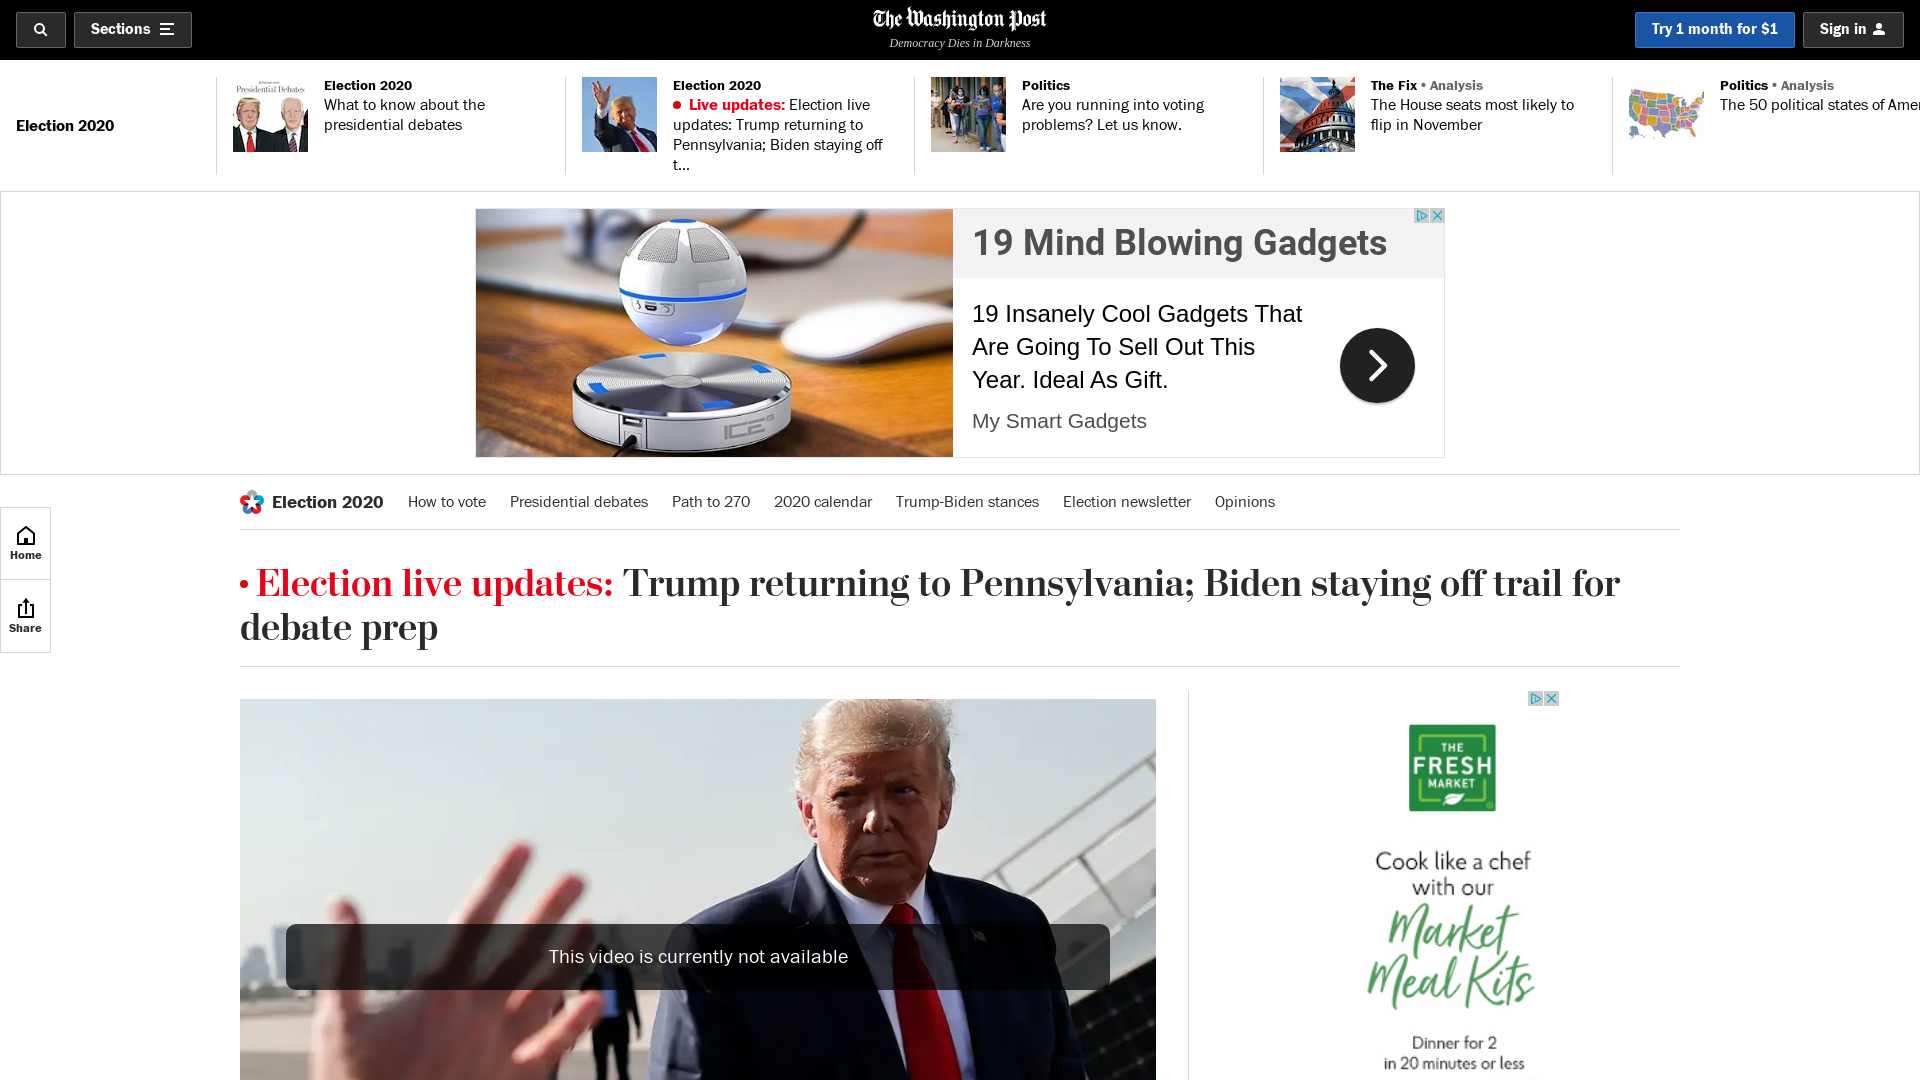 Sections
The Washington Post
Democracy Dies in Darkness
Try 1 month for $1
Sign in
Election 2020
Presidential Debates
Election 2020
What to know about the
presidential debates
Election 2020
Live updates: Election live
updates: Trump returning to
Pennsylvania; Biden staying off
t...
Politics
Are you running into voting
problems? Let us know.
The Fix • Analysis
The House seats most likely to
flip in November
Politics • Analysis
The 50 political states of Amer
19 Mind Blowing Gadgets
19 Insanely Cool Gadgets That
Are Going To Sell Out This
Year. Ideal As Gift.
My Smart Gadgets
ICE
Election 2020
How to vote
Presidential debates
Path to 270
2020 calendar
Trump-Biden stances
Election newsletter
Opinions
Home
Share
• Election live updates: Trump returning to Pennsylvania; Biden staying off trail for
debate prep
This video is currently not available
THE
FRESH
MARKET
Cook like a chef
with our
Market
Meal Kits
Dinner for 2
in 20 minutes or less